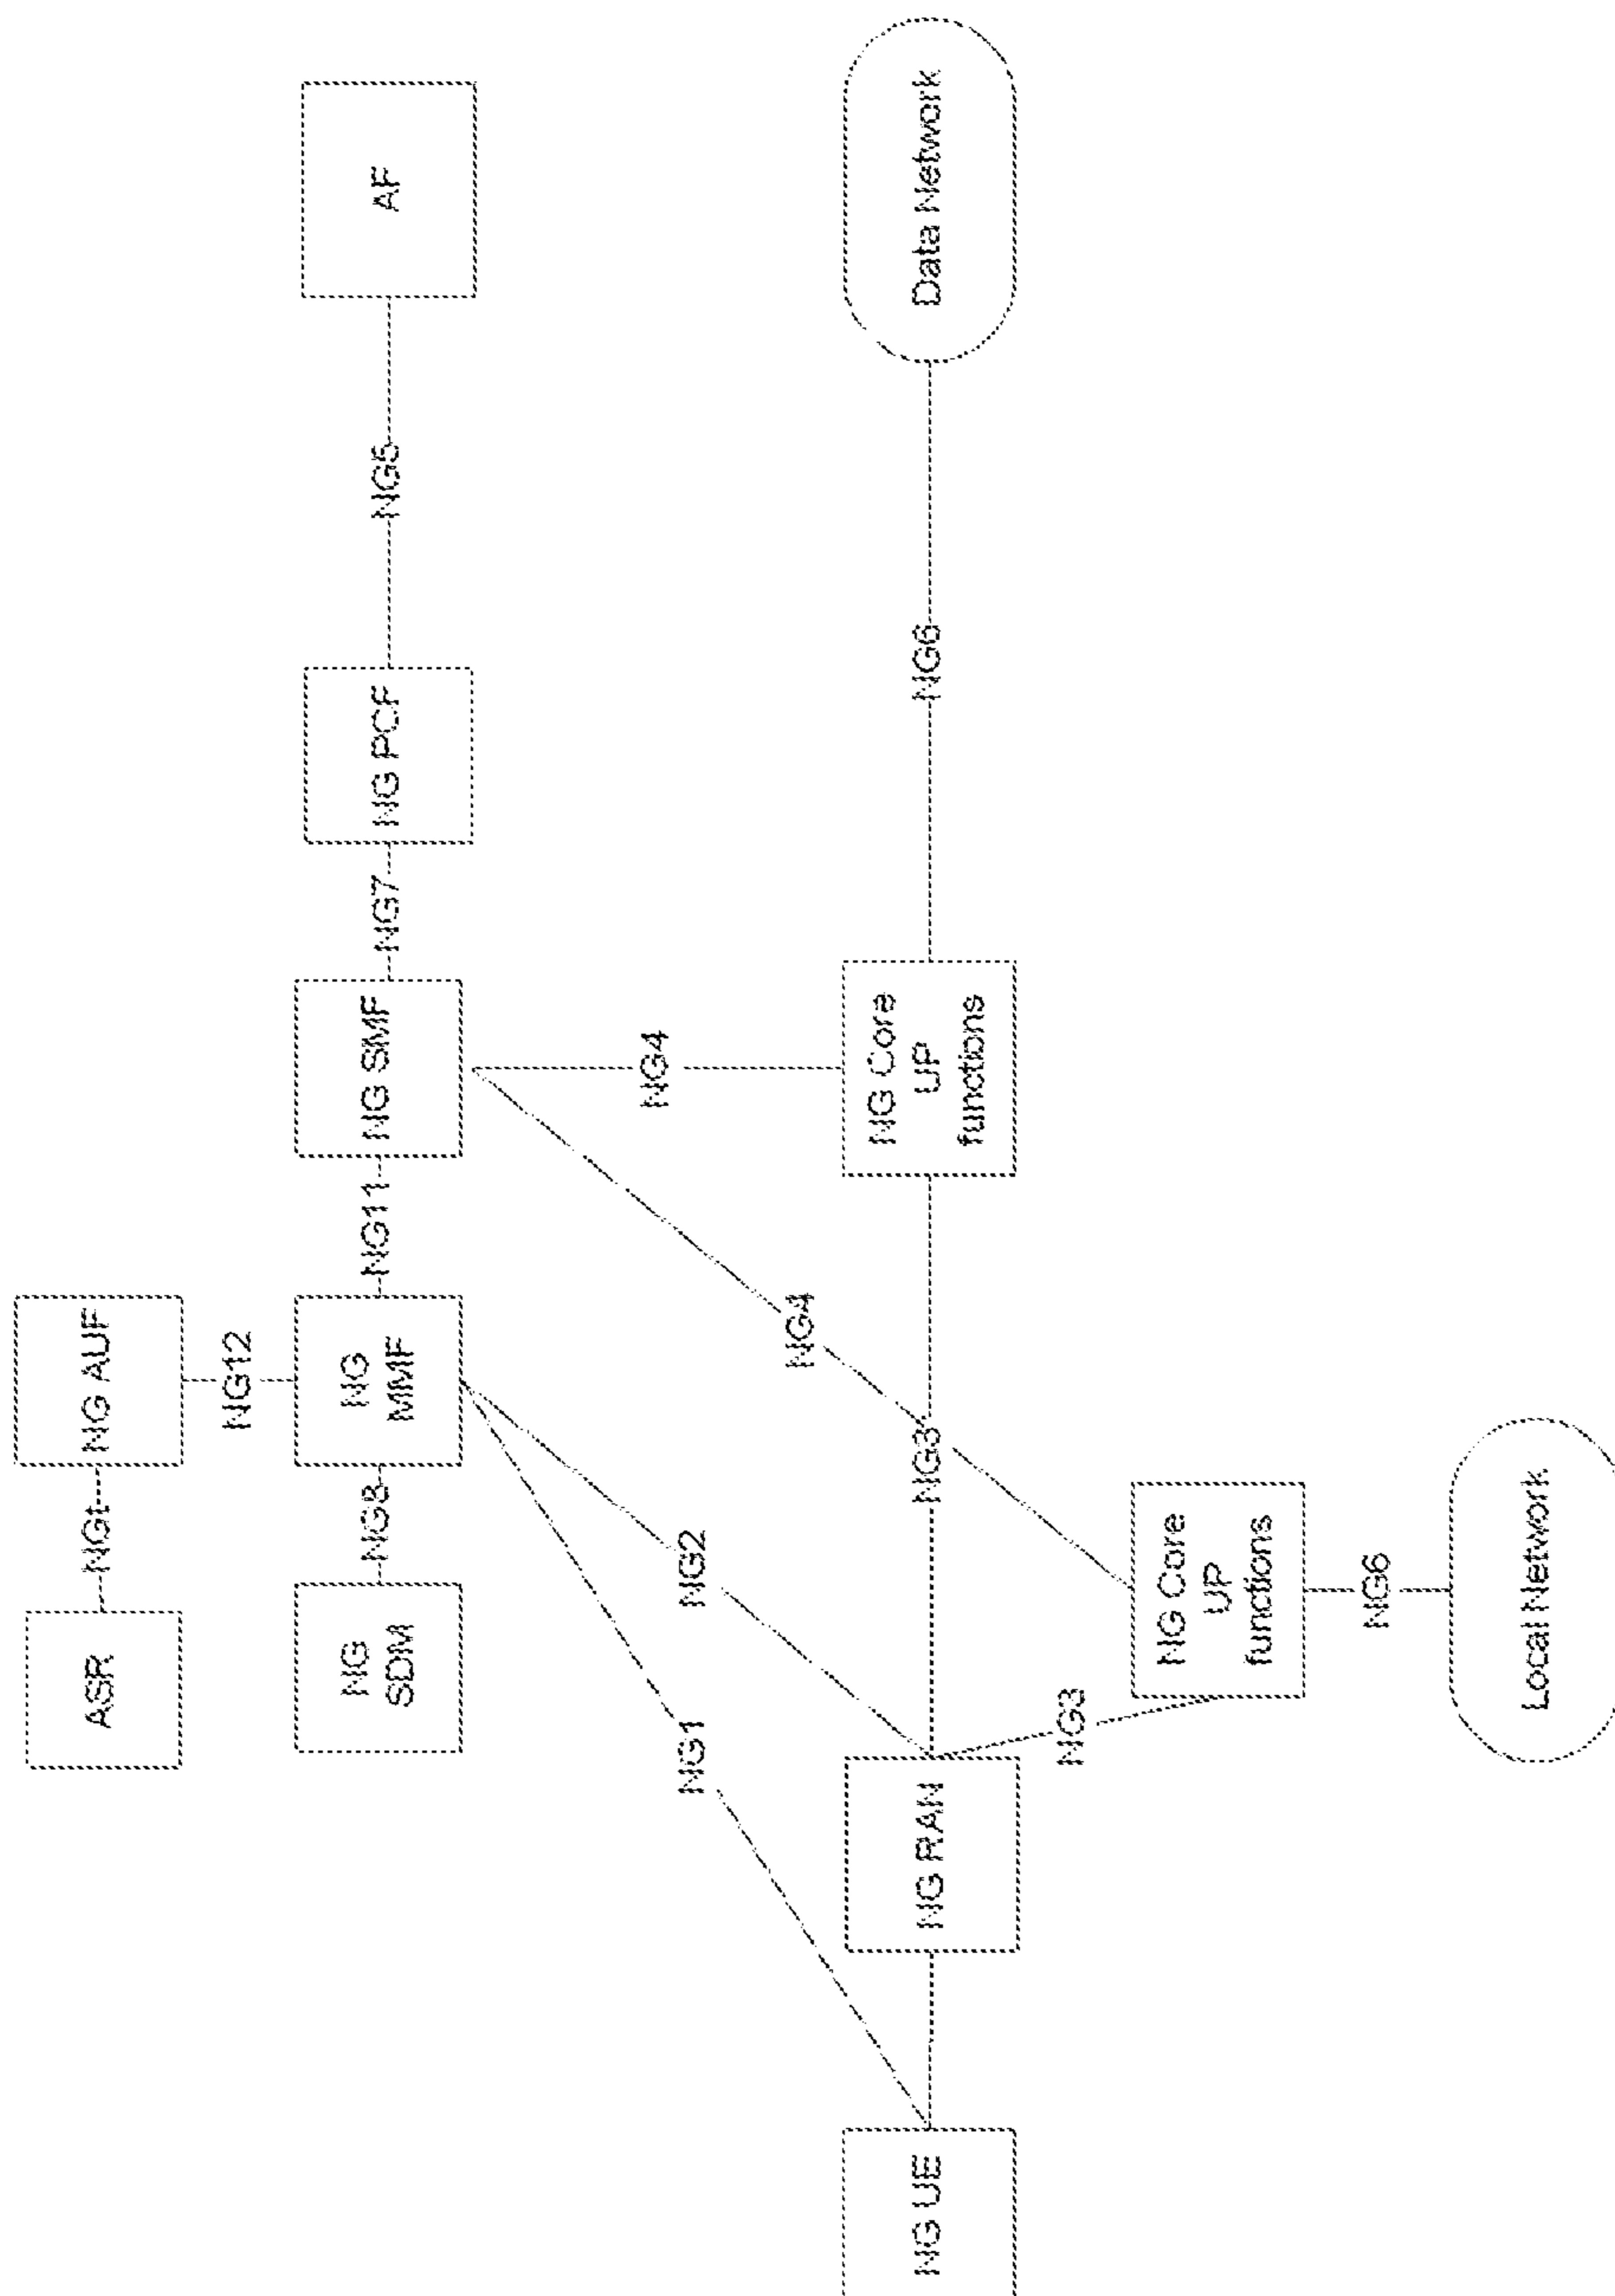 ASR
NGt
NG AUF
NG12
NG
SDM
NG8
NG
MMF
NG11
NG SMF
NG7
NG PCF
NG5
AF
NG1
NG2
NG4
NG4
NG UE
NG RAN
NG3
NG Core
UP
functions
NG6
Data Network
NG3
NG Core
UP
functions
NG6
Local Network